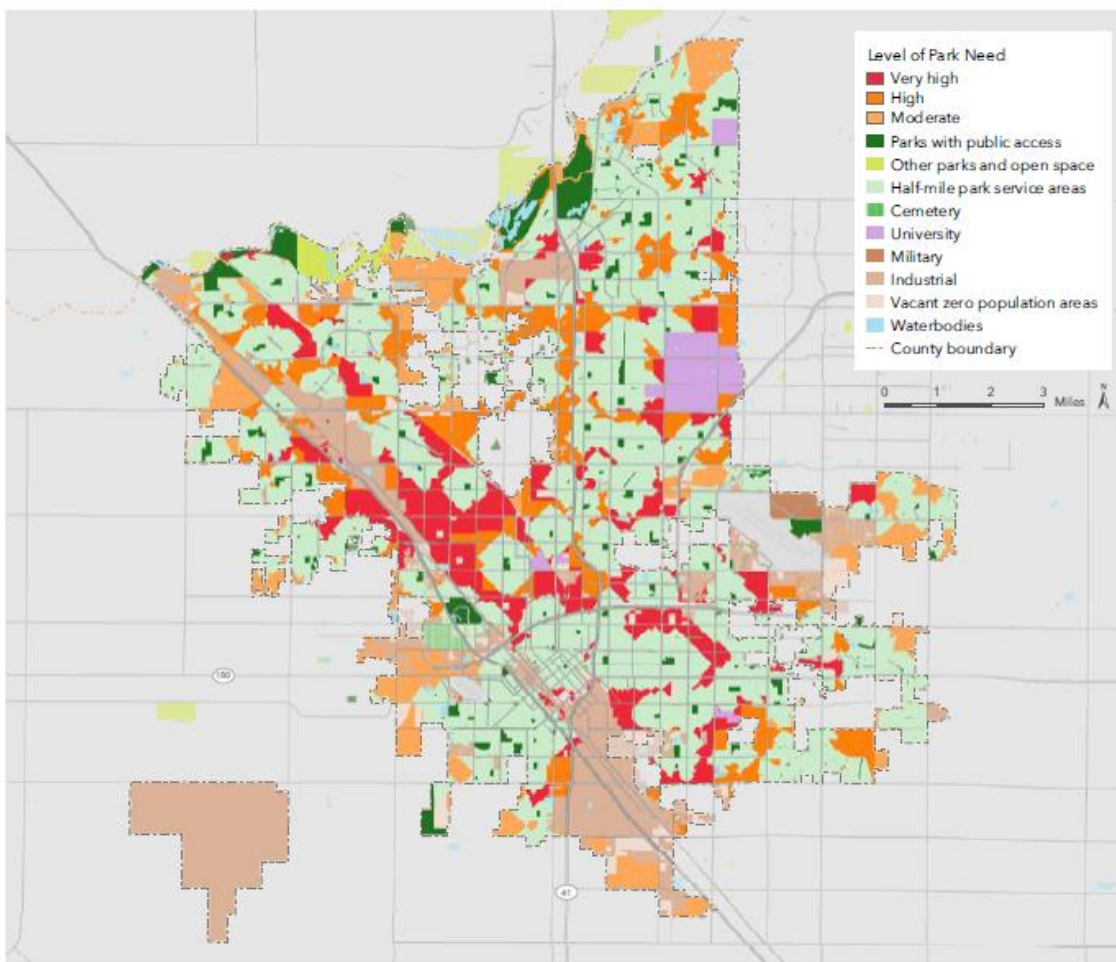 Level of Park Need
Very high
High
Moderate
Parks with public access
Other parks and open space
Half-mile park service areas
Cemetery
University
Military
Industrial
Vacant zero population areas
Waterbodies
County boundary
N
0 1 2 3
Miles
180
41